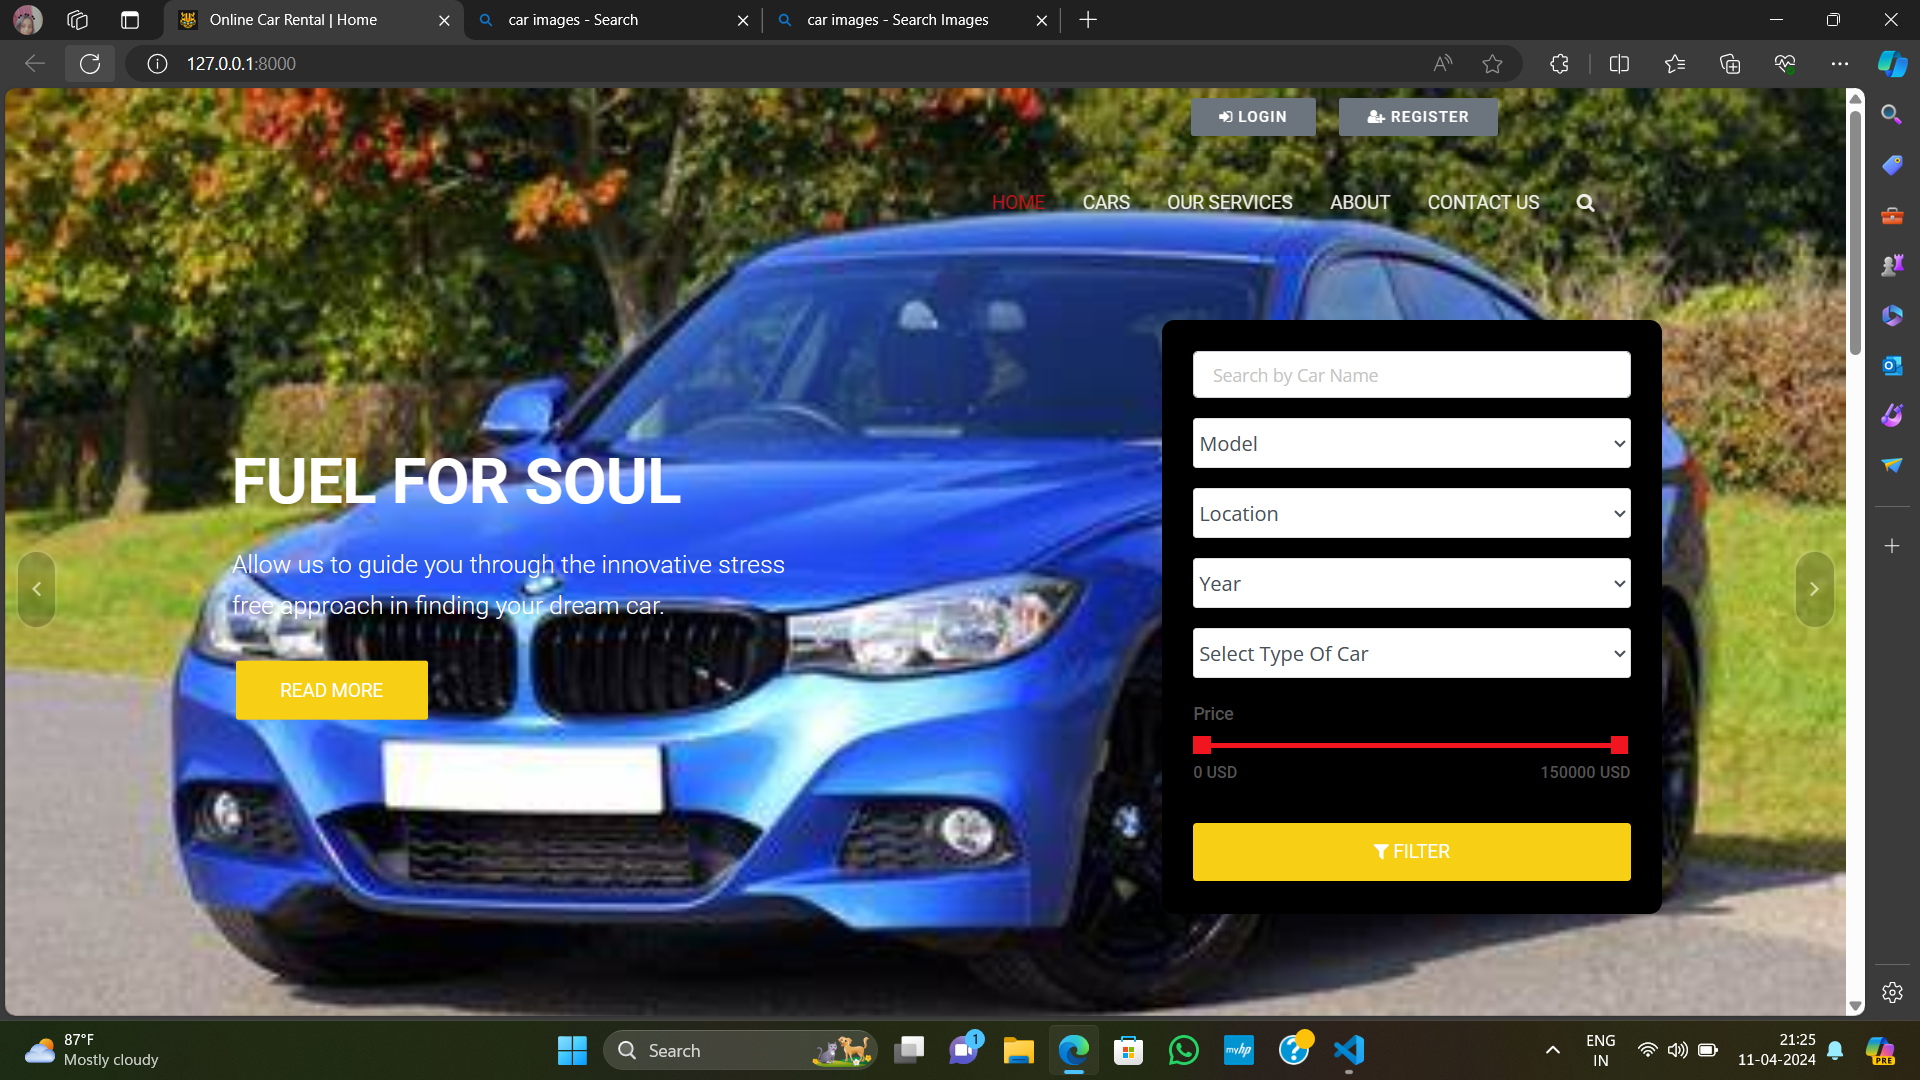 Online Car Rental | Home
car images - Search
car images - Search Images
127.0.0.1:8000
LOGIN
REGISTER
HOME
CARS
OUR SERVICES
ABOUT
CONTACT US
Search by Car Name
Model
Location
Year
Select Type Of Car
Price
0 USD
150000 USD
FILTER
FUEL FOR SOUL
Allow us to guide you through the innovative stress
free approach in finding your dream car.
READ MORE
87°F
Mostly cloudy
Search
1
myhp
ENG
IN
21:25
11-04-2024
PRE